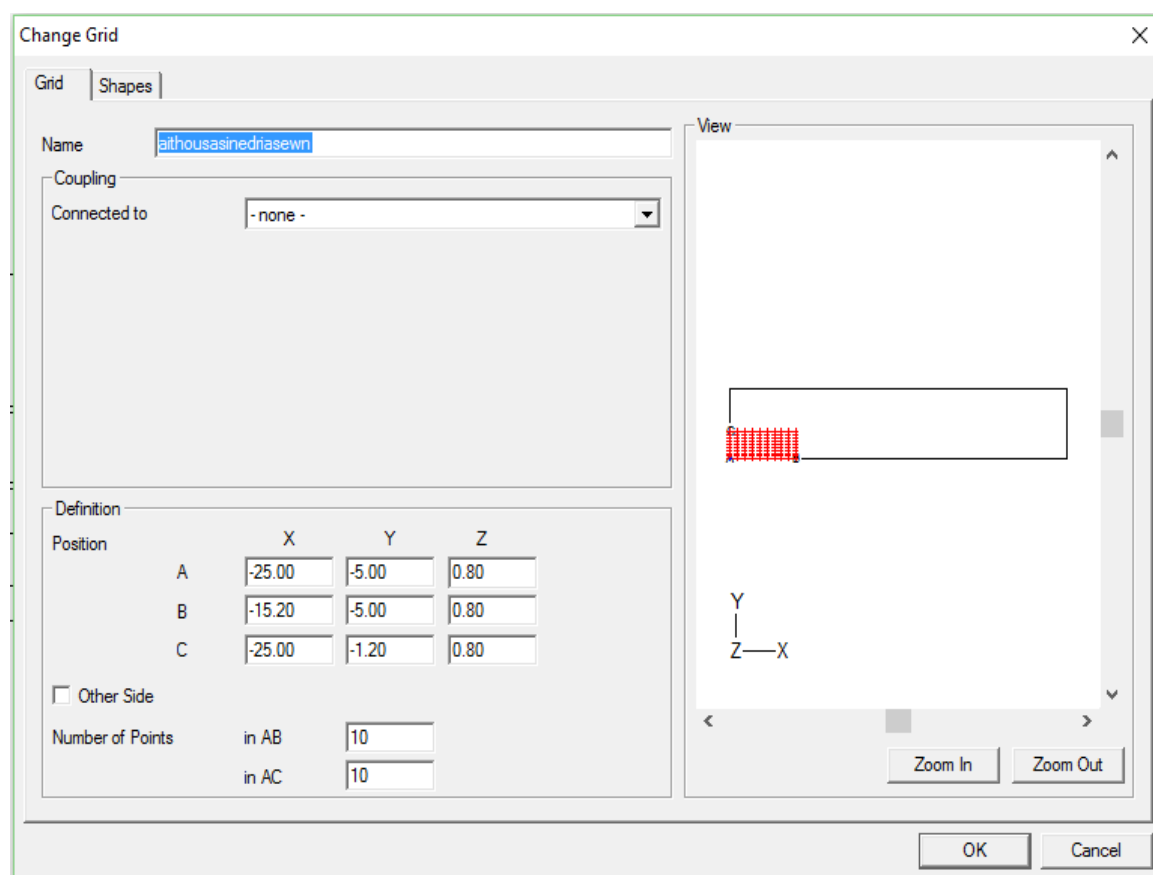 Change Grid
Grid Shapes
Name aithousasinedriasewn
Coupling
Connected to - none -
Definition
Position X Y Z
A -25.00 -5.00 0.80
B -15.20 -5.00 0.80
C -25.00 -1.20 0.80
Other Side
Number of Points in AB 10
in AC 10
View
Y
Z X
Zoom In Zoom Out
OK Cancel